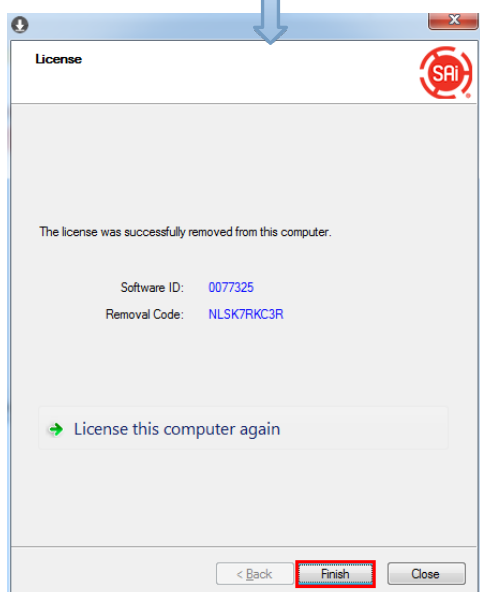 License
SAi
The license was successfully removed from this computer.
Software ID: 0077325
Removal Code: NLSK7RKC3R
License this computer again
< Back Finish Close